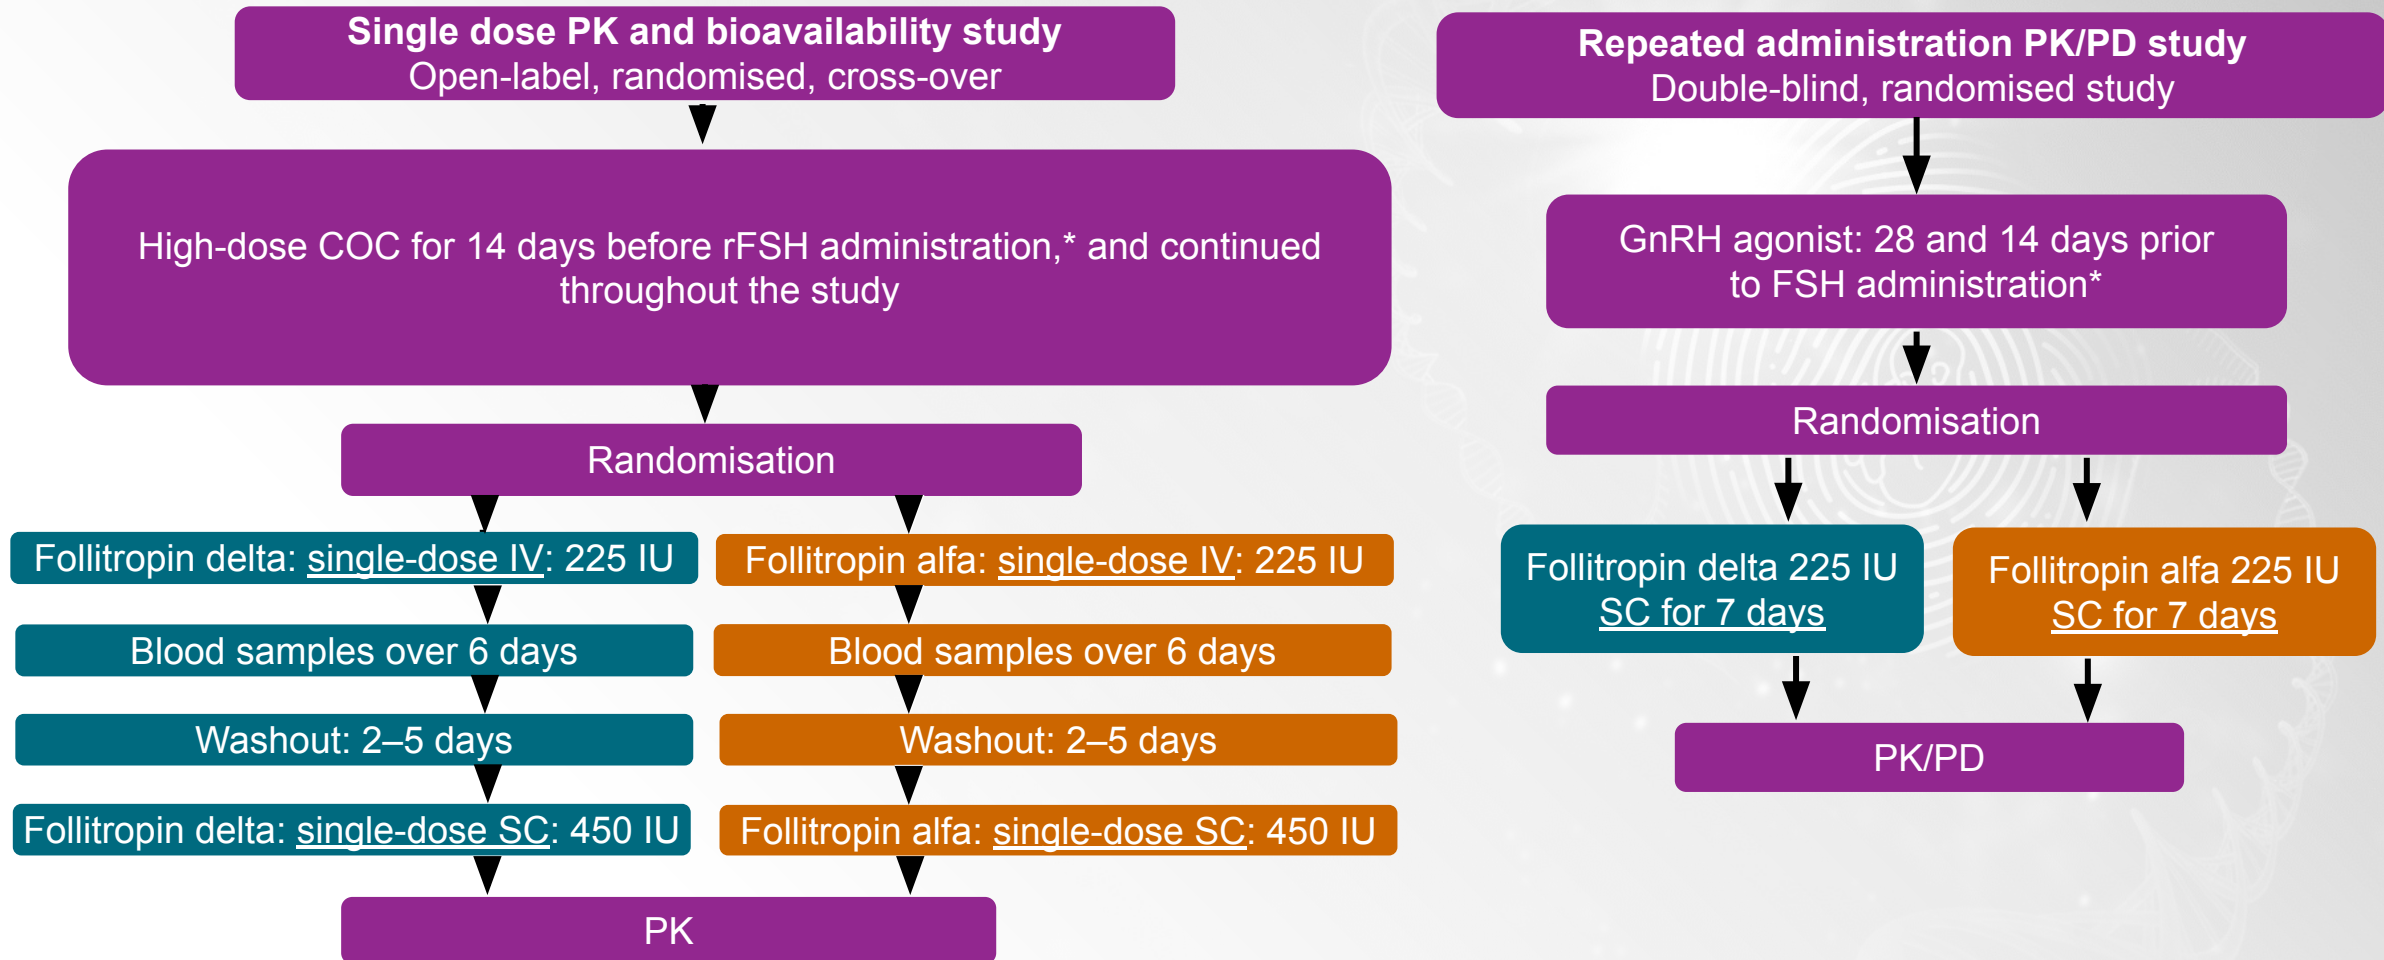 Single dose PK and bioavailability study
Open-label, randomised, cross-over
High-dose COC for 14 days before rFSH administration,* and continued
throughout the study
Randomisation
Follitropin delta: single-dose IV: 225 IU
Follitropin alfa: single-dose IV: 225 IU
Blood samples over 6 days
Blood samples over 6 days
Washout: 2–5 days
Washout: 2–5 days
Follitropin delta: single-dose SC: 450 IU
Follitropin alfa: single-dose SC: 450 IU
PK
Repeated administration PK/PD study
Double-blind, randomised study
GnRH agonist: 28 and 14 days prior
to FSH administration*
Randomisation
Follitropin delta 225 IU
SC for 7 days
Follitropin alfa 225 IU
SC for 7 days
PK/PD